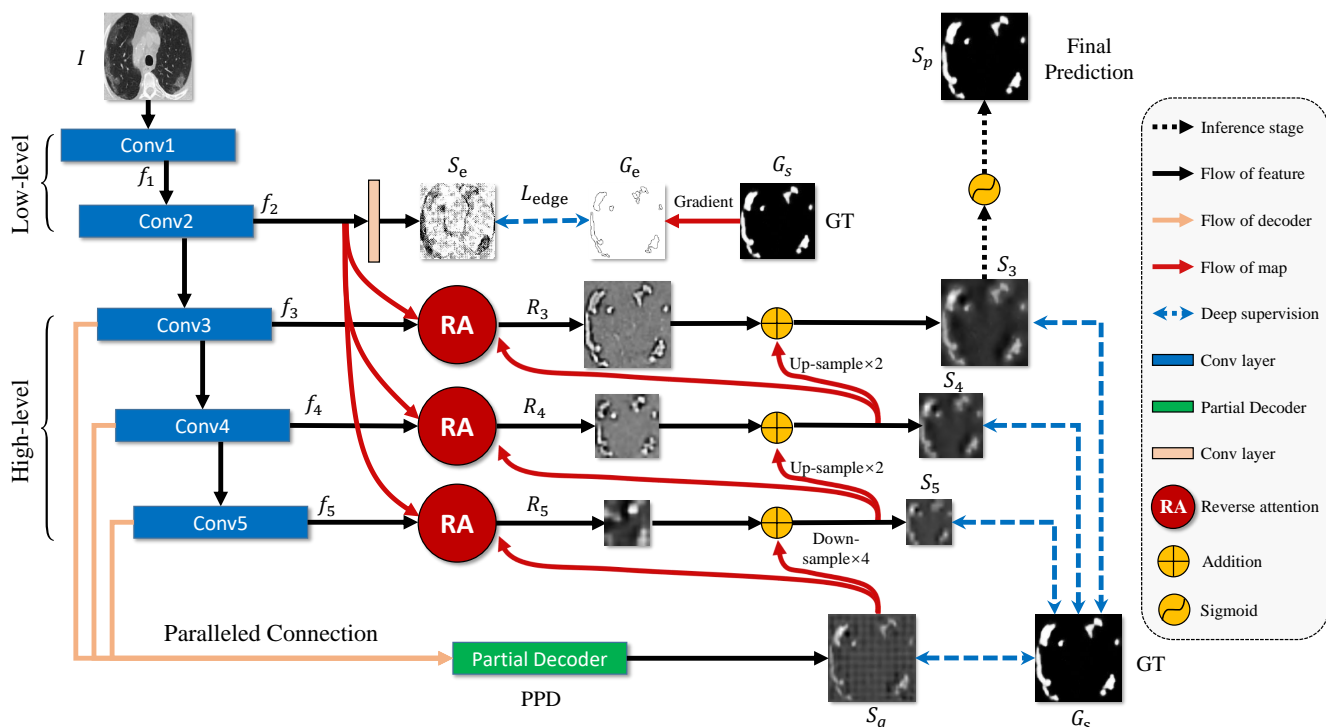 I
Conv1
Low-level
f₁
Conv2
f₂
Sₑ
L_edge
Gₑ
Gradient
Gₛ
GT
Sₚ
Final
Prediction
High-level
Conv3
f₃
RA
R₃
S₃
Up-sample×2
Conv4
f₄
RA
R₄
S₄
Up-sample×2
Conv5
f₅
RA
R₅
S₅
Down-
sample×4
Paralleled Connection
Partial Decoder
PPD
S_g
GT
Gₛ
Inference stage
Flow of feature
Flow of decoder
Flow of map
Deep supervision
Conv layer
Partial Decoder
Conv layer
RA Reverse attention
Addition
Sigmoid